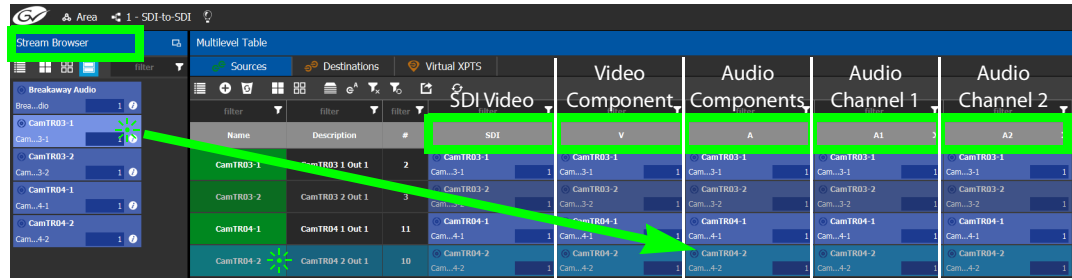 GV Area 1 - SDI-to-SDI
Stream Browser
filter
Breakaway Audio
Brea...dio 1
CamTR03-1
Cam...3-1 1
CamTR03-2
Cam...3-2 1
CamTR04-1
Cam...4-1 1
CamTR04-2
Cam...4-2 1
Multilevel Table
Sources Destinations Virtual XPTS
SDI Video
Video
Component
Audio
Components
Audio
Channel 1
Audio
Channel 2
filter filter filter filter filter filter filter filter
Name Description # SDI V A A1 A2
CamTR03-1 CamTR03 1 Out 1 2 CamTR03-1 CamTR03-1 CamTR03-1 CamTR03-1 CamTR03-1
Cam...3-1 1 Cam...3-1 1 Cam...3-1 1 Cam...3-1 1 Cam...3-1 1
CamTR03-2 CamTR03 2 Out 1 3 CamTR03-2 CamTR03-2 CamTR03-2 CamTR03-2 CamTR03-2
Cam...3-2 1 Cam...3-2 1 Cam...3-2 1 Cam...3-2 1 Cam...3-2 1
CamTR04-1 CamTR04 1 Out 1 11 CamTR04-1 CamTR04-1 CamTR04-1 CamTR04-1 CamTR04-1
Cam...4-1 1 Cam...4-1 1 Cam...4-1 1 Cam...4-1 1 Cam...4-1 1
CamTR04-2 CamTR04 2 Out 1 10 CamTR04-2 CamTR04-2 CamTR04-2 CamTR04-2 CamTR04-2
Cam...4-2 1 Cam...4-2 1 Cam...4-2 1 Cam...4-2 1 Cam...4-2 1